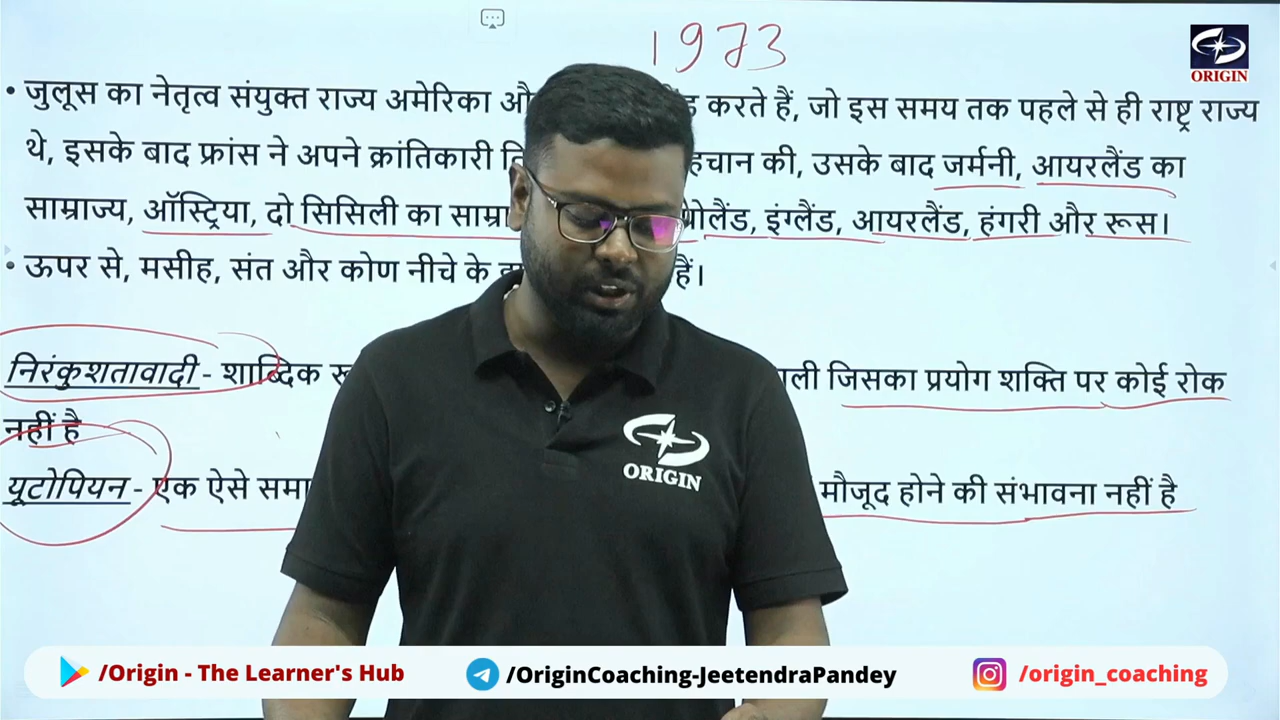 1973
ORIGIN
• जुलूस का नेतृत्व संयुक्त राज्य अमेरिका करते हैं, जो इस समय तक पहले से ही राष्ट्र राज्य
थे, इसके बाद फ्रांस ने अपने क्रांतिकारी की, उसके बाद जर्मनी, आयरलैंड का
साम्राज्य, ऑस्ट्रिया, दो सिसिली का इंग्लैंड, आयरलैंड, हंगरी और रूस।
• ऊपर से, मसीह, संत और कोण नीचे के हैं।
निरंकुशतावादी - शाब्दिक जिसका प्रयोग शक्ति पर कोई रोक
नहीं है
यूटोपियन - एक ऐसे मौजूद होने की संभावना नहीं है
ORIGIN
/Origin - The Learner's Hub
/OriginCoaching-JeetendraPandey
/origin_coaching